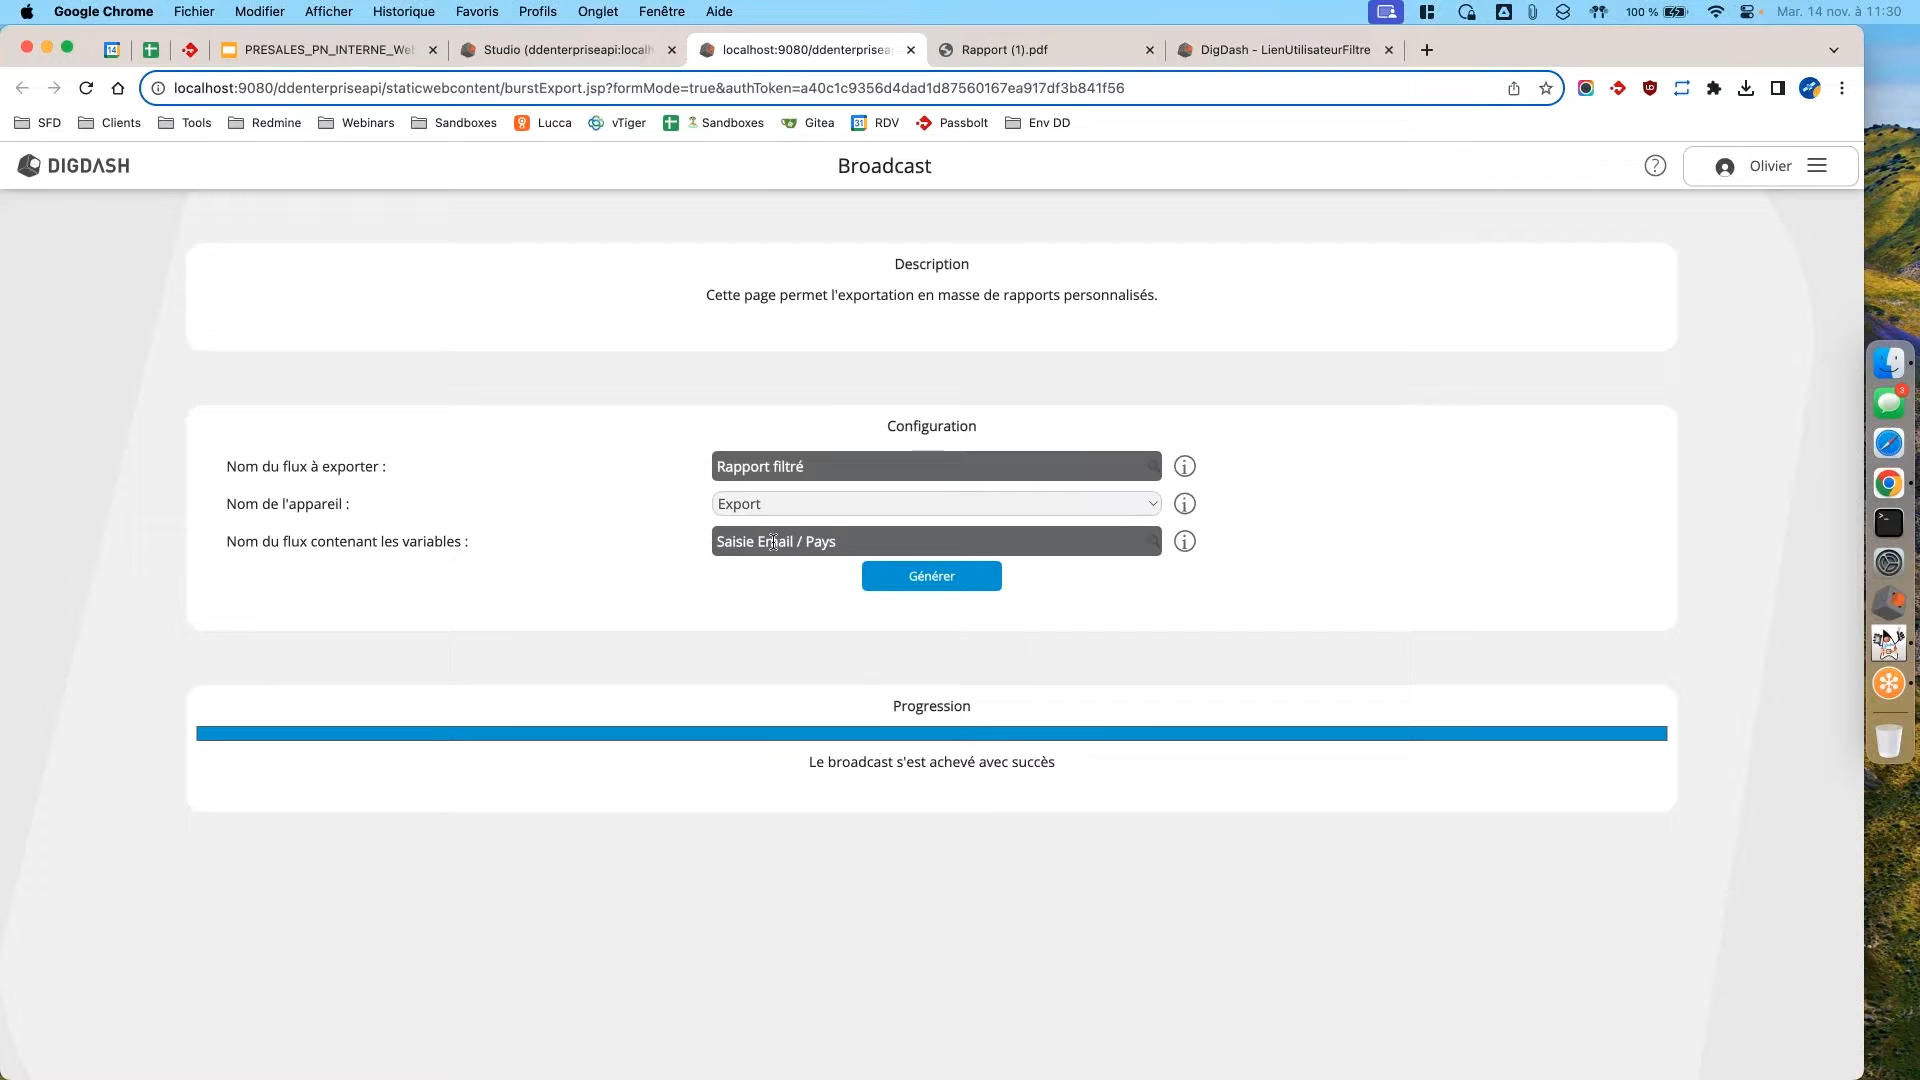 Google Chrome Fichier Modifier Afficher Historique Favoris Profils Onglet Fenêtre Aide 100 % Mar. 14 nov. à 11:30
PRESALES_PN_INTERNE_Web Studio (ddenterpriseapi:localh localhost:9080/ddenterprisea Rapport (1).pdf DigDash - LienUtilisateurFiltre
localhost:9080/ddenterpriseapi/staticwebcontent/burstExport.jsp?formMode=true&authToken=a40c1c9356d4dad1d87560167ea917df3b841f56
SFD Clients Tools Redmine Webinars Sandboxes Lucca vTiger Sandboxes Gitea RDV Passbolt Env DD
DIGDASH Broadcast Olivier
Description
Cette page permet l'exportation en masse de rapports personnalisés.
Configuration
Nom du flux à exporter : Rapport filtré
Nom de l'appareil : Export
Nom du flux contenant les variables : Saisie Email / Pays
Générer
Progression
Le broadcast s'est achevé avec succès